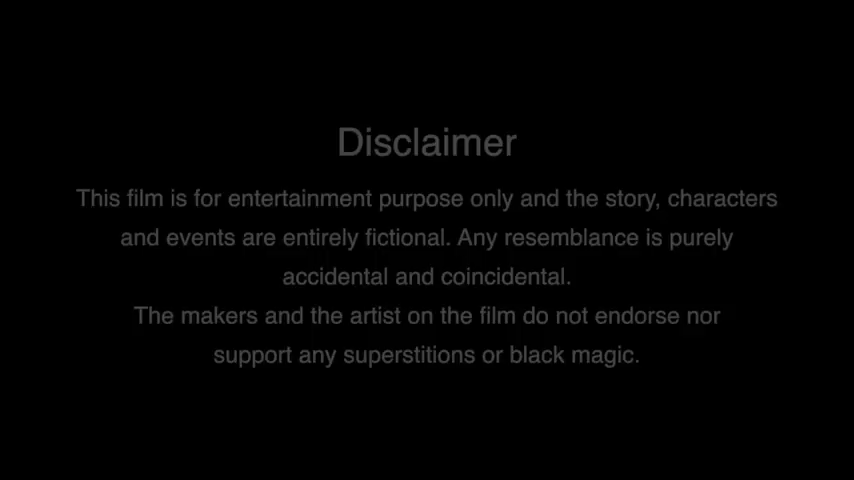 Disclaimer
This film is for entertainment purpose only and the story, characters
and events are entirely fictional. Any resemblance is purely
accidental and coincidental.
The makers and the artist on the film do not endorse nor
support any superstitions or black magic.